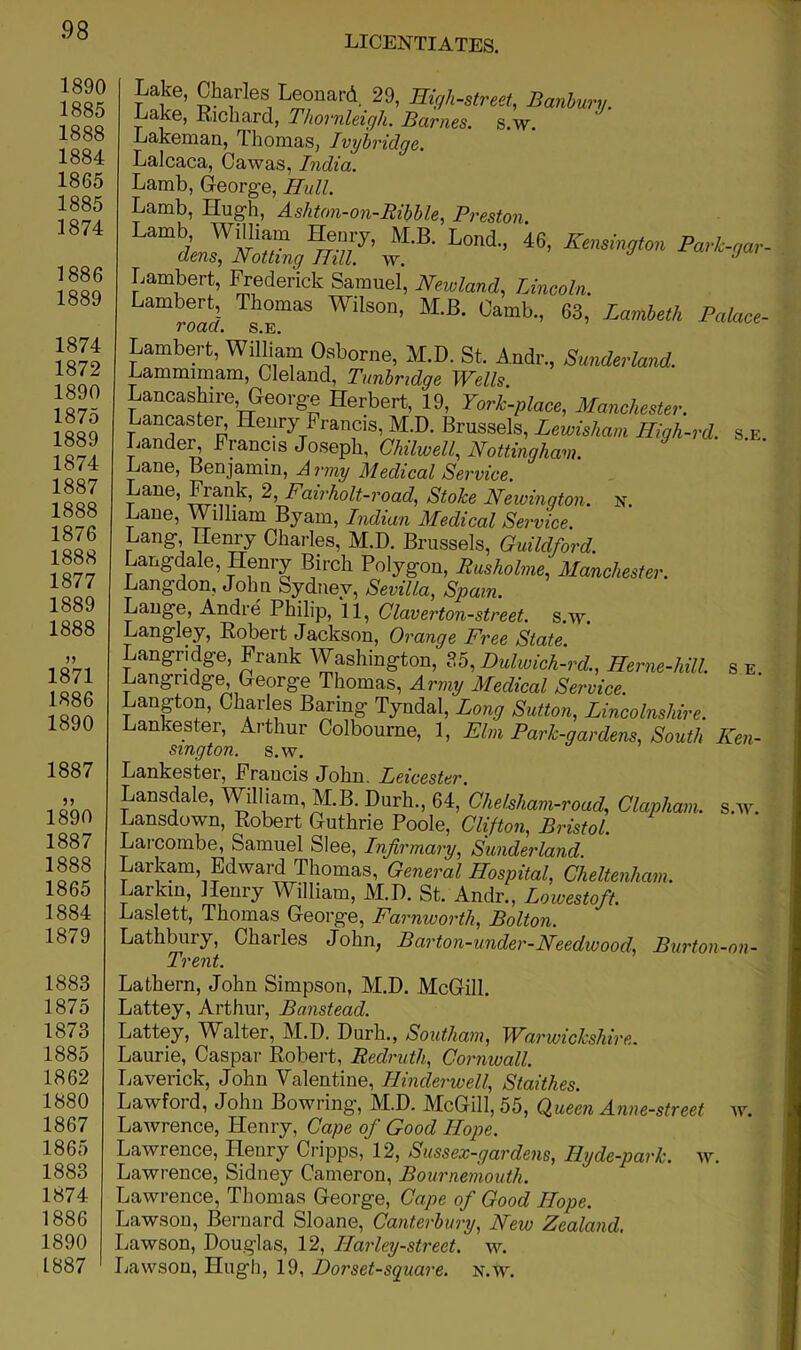 98
LICENTIATES.
1890 Lake, Charles Leonard, 29, High-street, Banbury.
1885 Lake, Richard, Thornleigh. Barnes. s.w.
1888 Lakeman, Thomas, Ivybridge.
1884 Lalcaca, Cawas, India.
1865 Lamb, George, Hull.
1885 Lamb, Hugh, Ashton-on-Ribble, Preston.
1874 Lamb, William Henry, M.B. Lond., 46, Kensington Park-gar-
dens, Notting Hill. w.
1886 Lambert, Frederick Samuel, Newland, Lincoln.
1889 Lambert, Thomas Wilson, M.B. Camb., 63, Lambeth Palace-
road. S.E.
1874 Lambert, William Osborne, M.D. St. Andr., Sunderland.
1872 Lammimam, Cleland, Tunbridge Wells.
1890 Lancashire, George Herbert, 19, York-place, Manchester.
1875 Lancaster, Henry Francis, M.D. Brussels, Lewisham High-rd. S.E.
1889 Lander, Francis Joseph, Chilwell, Nottingham.
1874 Lane, Benjamin, Army Medical Service.
1887 Lane, Frank, 2, Fairholt-road, Stoke Newington. N.
1888 Lane, William Byam, Indian Medical Service.
1876 Lang, Henry Charles, M.D. Brussels, Guildford.
1888 Langdale, Henry Birch Polygon, Rusholme, Manchester.
1877 Langdon, John Sydney, Sevilla, Spain.
1889 Lange, André Philip, 11, Claverton-street. s.w.
1888 Langley, Robert Jackson, Orange Free State.
„ Langridge, Frank Washington, 35, Dulwich-rd., Herne-hill. S E.
1871 Langridge, George Thomas, Army Medical Service.
1886 Langton, Charles Baring Tyndal, Long Sutton, Lincolnshire.
1890 Lankester, Arthur Colbourne, 1, Elm Park-gardens, South Ken-
sington. s.w.
1887 Lankester, Francis John. Leicester.
„ Lansdale, William, M.B. Durh., 64, Chelsham-road, Clapham. s.w.
1890 Lansdown, Robert Guthrie Poole, Clifton, Bristol.
1887 Larcombe, Samuel Slee, Infirmary, Sunderland.
1888 Larkam, Edward Thomas, General Hospital, Cheltenham.
1865 Larkin, Henry William, M.D. St. Andr., Lowestoft.
1884 Laslett, Thomas George, Farnworth, Bolton.
1879 Lathbury, Charles John, Barton-under-Needwood, Burton-on-
Trent.
1883 Lathern, John Simpson, M.D. McGill.
1875 Lattey, Arthur, Banstead.
1873 Lattey, Walter, M.D. Durh., Southam, Warwickshire.
1885 Laurie, Caspar Robert, Redruth, Cornwall.
1862 Laverick, John Valentine, Hinderwell, Staithes.
1880 Lawford, John Bowring, M.D. McGill, 55, Queen Anne-street w.
1867 Lawrence, Henry, Cape of Good Hope.
1865 Lawrence, Henry Cripps, 12, Sussex-gardens, Hyde-park. w.
1883 Lawrence, Sidney Cameron, Bournemouth.
1874 Lawrence, Thomas George, Cape of Good Hope.
1886 Lawson, Bernard Sloane, Canterbury, New Zealand.
1890 Lawson, Douglas, 12, Harley-street. w.
1887 Lawson, Hugh, 19, Dorset-square. N.W.